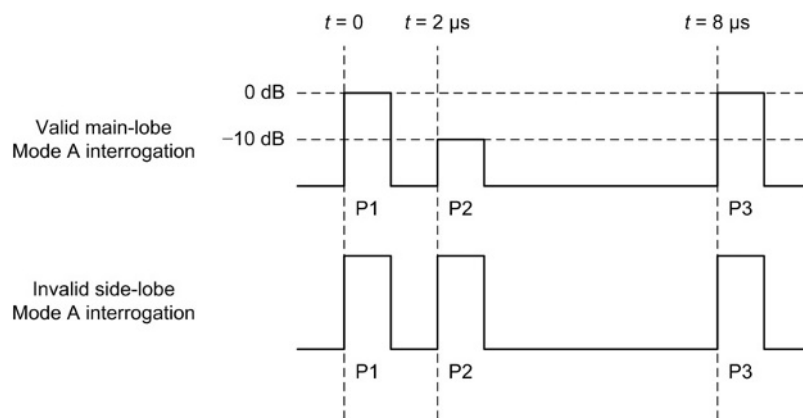 t = 0
t = 2 µs
t = 8 µs
0 dB
−10 dB
Valid main-lobe
Mode A interrogation
P1
P2
P3
Invalid side-lobe
Mode A interrogation
P1
P2
P3